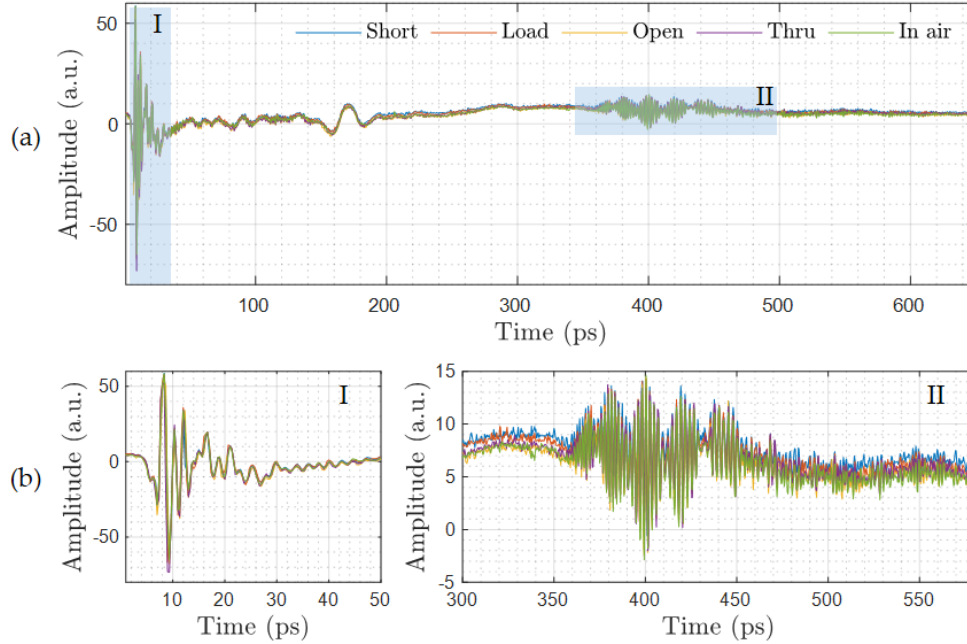 I
Short Load Open Thru In air
II
(a)
Amplitude (a.u.)
50
0
-50
100 200 300 400 500 600
Time (ps)
(b)
Amplitude (a.u.)
I
50
0
-50
10 20 30 40 50
Time (ps)
Amplitude (a.u.)
II
15
10
5
0
-5
300 350 400 450 500 550
Time (ps)